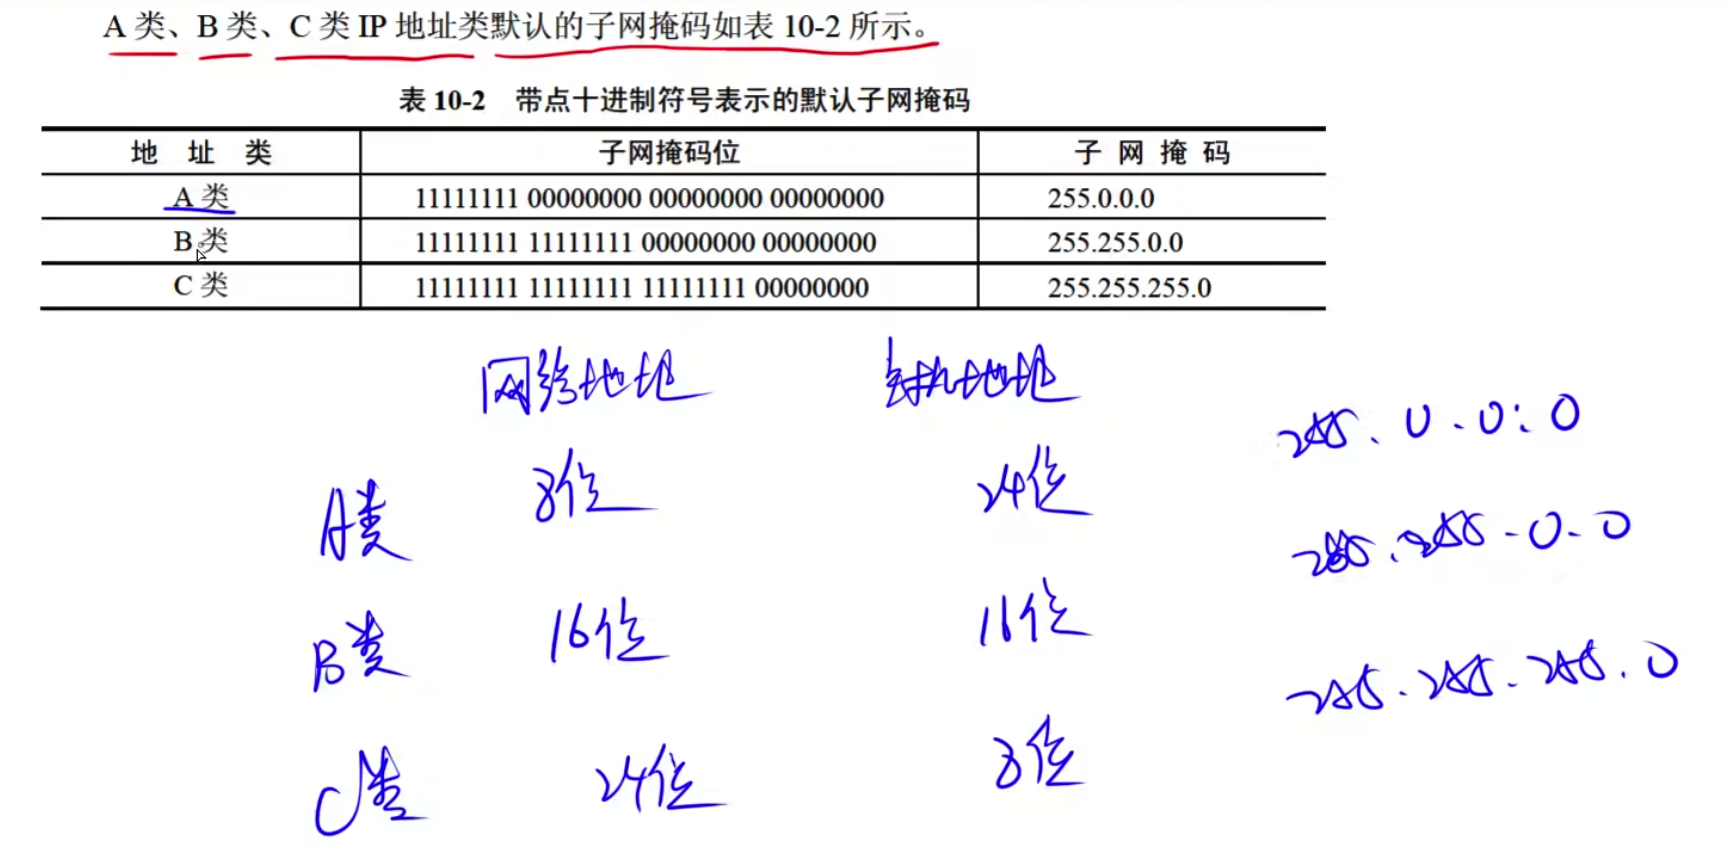 A 类、B 类、C 类 IP 地址类默认的子网掩码如表 10-2 所示。
表 10-2 带点十进制符号表示的默认子网掩码
地 址 类 子网掩码位 子 网 掩 码
A 类 11111111 00000000 00000000 00000000 255.0.0.0
B 类 11111111 11111111 00000000 00000000 255.255.0.0
C 类 11111111 11111111 11111111 00000000 255.255.255.0
网络地址 主机地址
255.0.0.0
A类 8位 24位
255.255.0.0
B类 16位 16位
255.255.255.0
C类 24位 8位